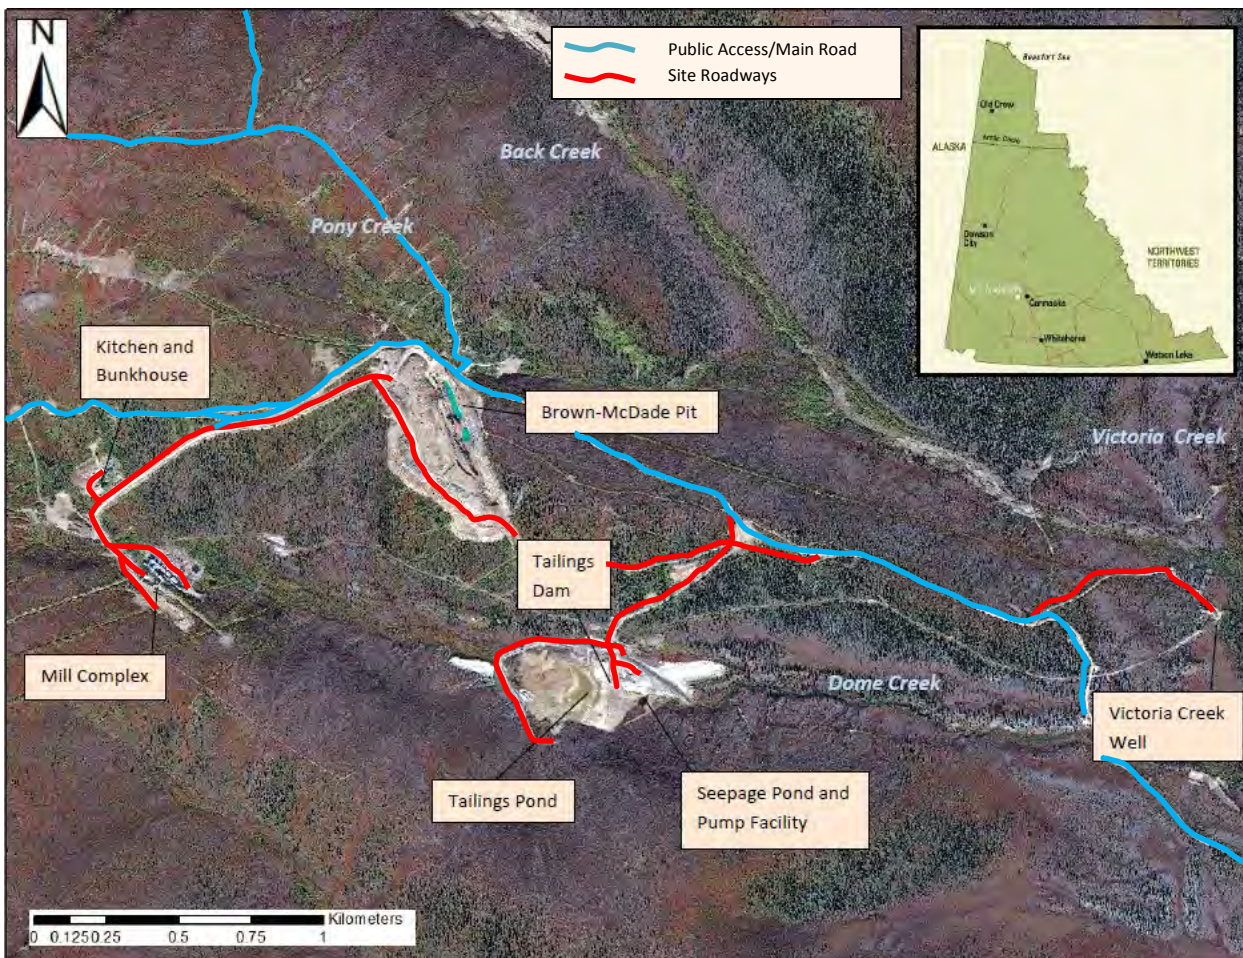 N
Public Access/Main Road
Site Roadways
Beaufort Sea
Old Crow
Arctic Circle
ALASKA
Dawson
City
NORTHWEST
TERRITORIES
Carmacks
Whitehorse
Watson Lake
Back Creek
Pony Creek
Kitchen and
Bunkhouse
Brown-McDade Pit
Victoria Creek
Tailings
Dam
Mill Complex
Dome Creek
Victoria Creek
Well
Tailings Pond
Seepage Pond and
Pump Facility
Kilometers
0 0.125 0.25 0.5 0.75 1